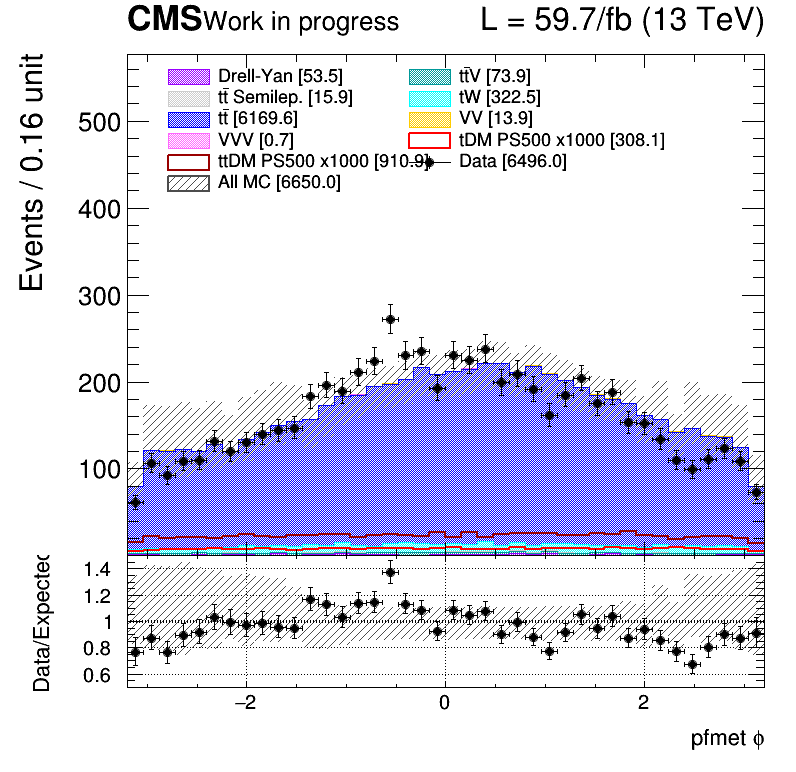 CMS Work in progress L = 59.7/fb (13 TeV)
Events / 0.16 unit
Drell-Yan [53.5] tt̄V [73.9]
tt̄ Semilep. [15.9] tW [322.5]
tt̄ [6169.6] VV [13.9]
VVV [0.7] tDM PS500 x1000 [308.1]
ttDM PS500 x1000 [910.9] Data [6496.0]
All MC [6650.0]
500
400
300
200
100
Data/Expected
1.4
1.2
1
0.8
0.6
−2 0 2
pfmet ϕ